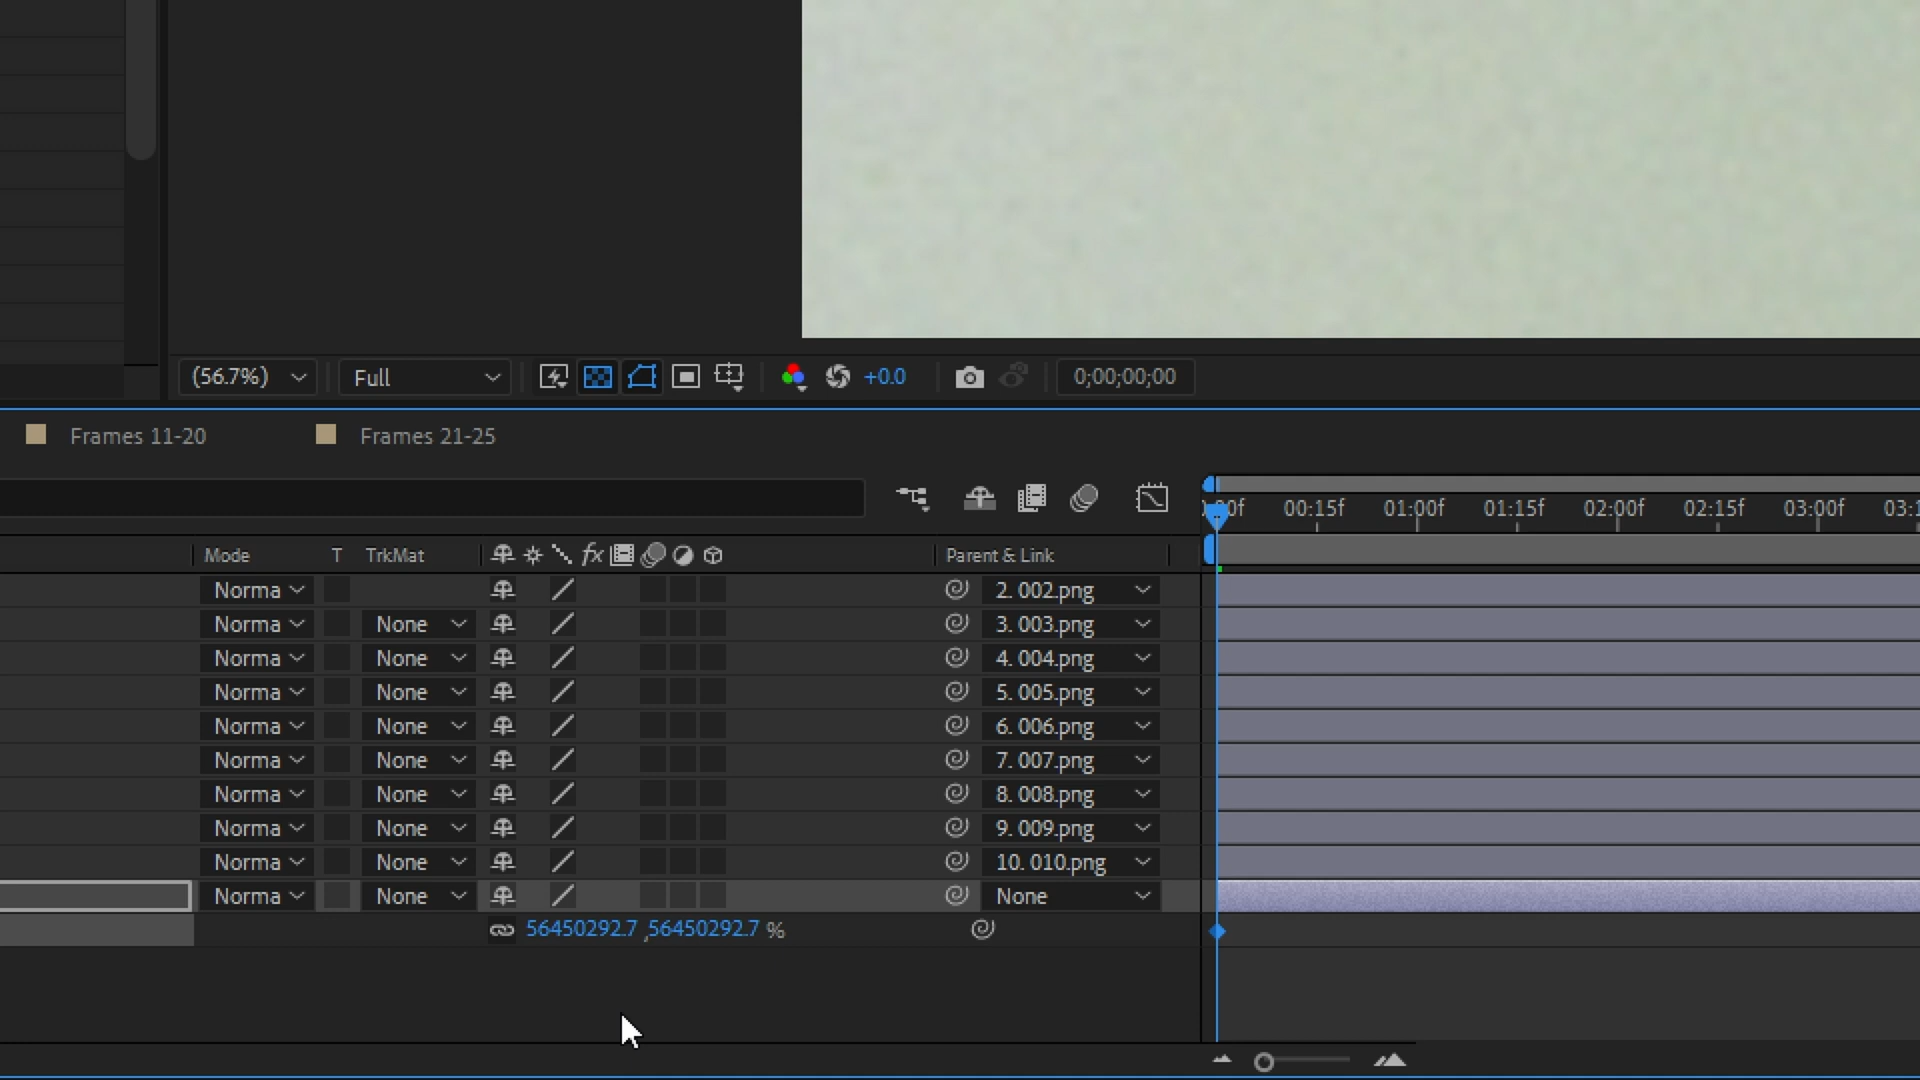 (56.7%) Full +0.0 0;00;00;00
Frames 11-20 Frames 21-25
00f 00:15f 01:00f 01:15f 02:00f 02:15f 03:00f 03:1
Mode T TrkMat fx Parent & Link
Norma 2. 002.png
Norma None 3. 003.png
Norma None 4. 004.png
Norma None 5. 005.png
Norma None 6. 006.png
Norma None 7. 007.png
Norma None 8. 008.png
Norma None 9. 009.png
Norma None 10. 010.png
Norma None None
56450292.7 ,56450292.7 %